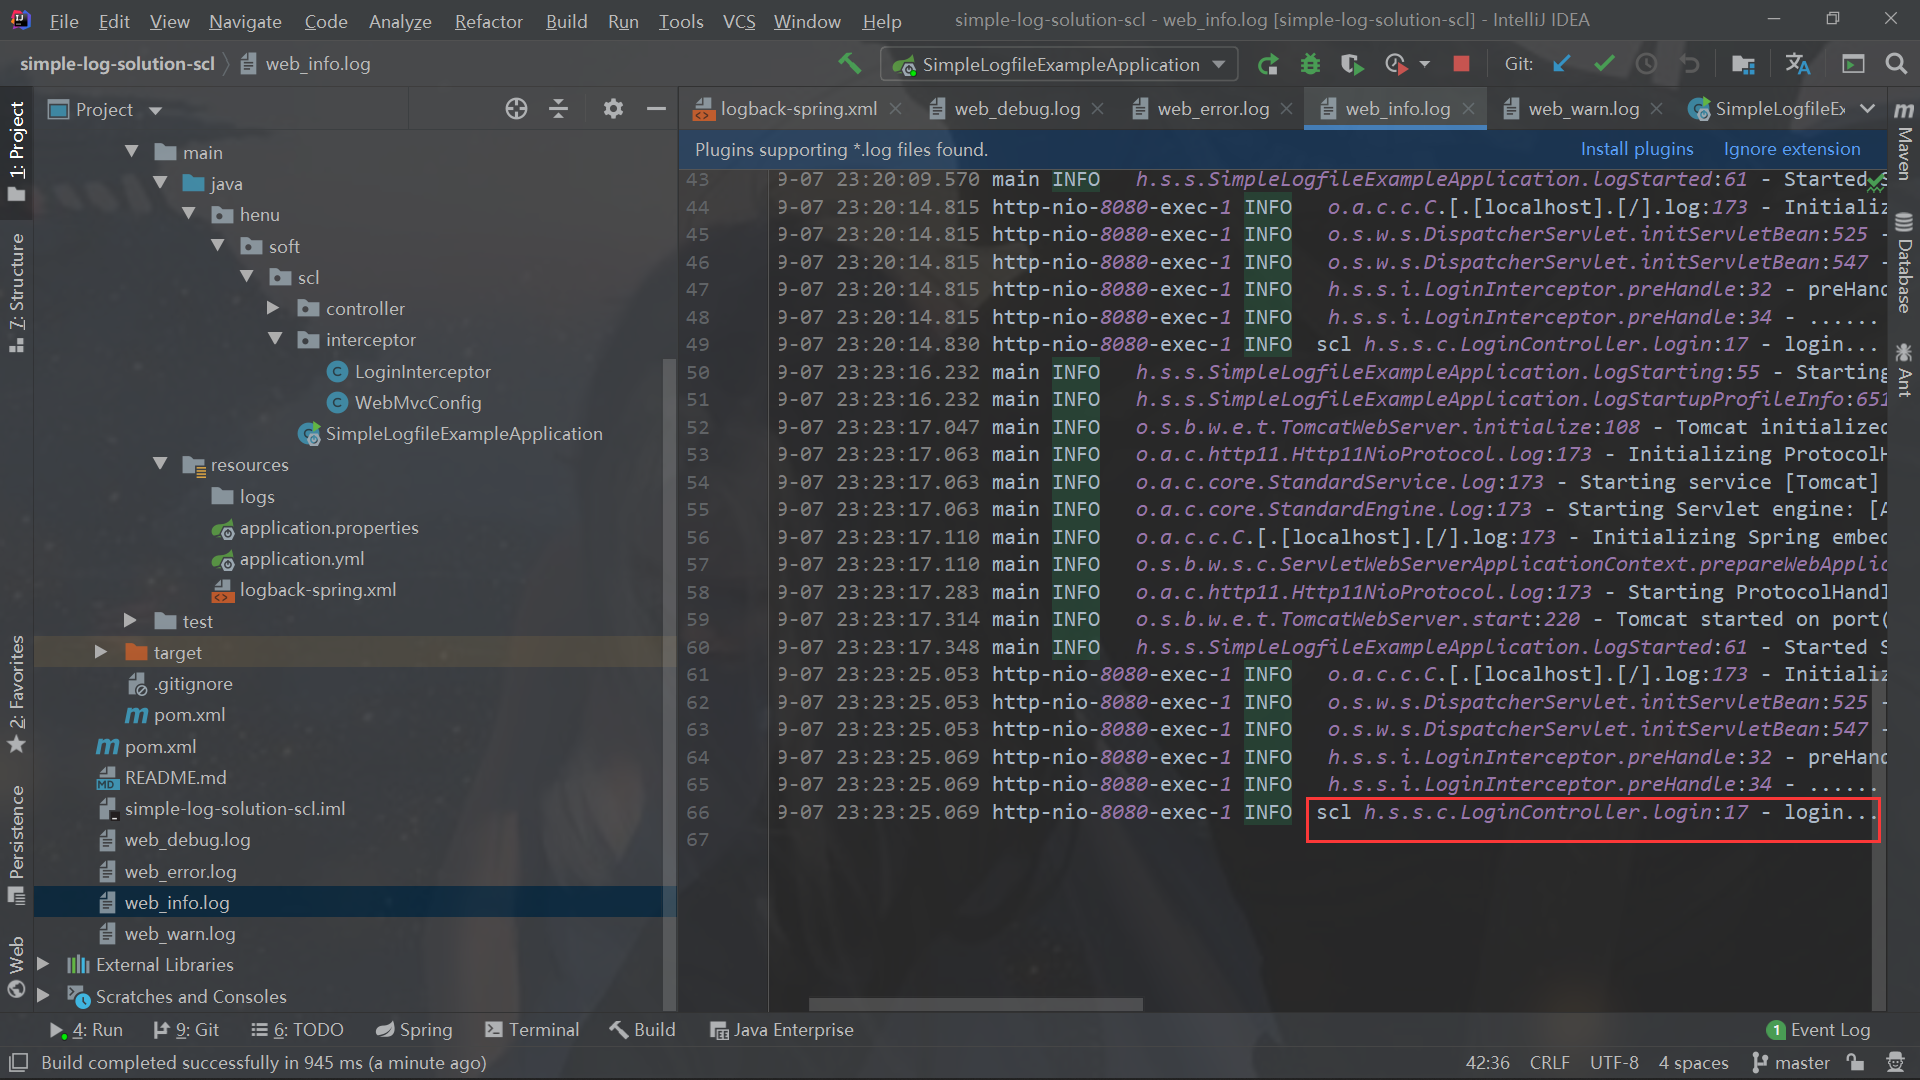 File Edit View Navigate Code Analyze Refactor Build Run Tools VCS Window Help simple-log-solution-scl - web_info.log [simple-log-solution-scl] - IntelliJ IDEA
simple-log-solution-scl web_info.log SimpleLogfileExampleApplication Git:
Project logback-spring.xml web_debug.log web_error.log web_info.log web_warn.log SimpleLogfileEx
Plugins supporting *.log files found. Install plugins Ignore extension
1: Project
7: Structure
2: Favorites
Persistence
Web
main
java
henu
soft
scl
controller
interceptor
LoginInterceptor
WebMvcConfig
SimpleLogfileExampleApplication
resources
logs
application.properties
application.yml
logback-spring.xml
test
target
.gitignore
pom.xml
pom.xml
README.md
simple-log-solution-scl.iml
web_debug.log
web_error.log
web_info.log
web_warn.log
External Libraries
Scratches and Consoles
43 9-07 23:20:09.570 main INFO h.s.s.SimpleLogfileExampleApplication.logStarted:61 - Started S
44 9-07 23:20:14.815 http-nio-8080-exec-1 INFO o.a.c.c.C.[.[localhost].[/].log:173 - Initializ
45 9-07 23:20:14.815 http-nio-8080-exec-1 INFO o.s.w.s.DispatcherServlet.initServletBean:525 -
46 9-07 23:20:14.815 http-nio-8080-exec-1 INFO o.s.w.s.DispatcherServlet.initServletBean:547 -
47 9-07 23:20:14.815 http-nio-8080-exec-1 INFO h.s.s.i.LoginInterceptor.preHandle:32 - preHand
48 9-07 23:20:14.815 http-nio-8080-exec-1 INFO h.s.s.i.LoginInterceptor.preHandle:34 - ......
49 9-07 23:20:14.830 http-nio-8080-exec-1 INFO scl h.s.s.c.LoginController.login:17 - login...
50 9-07 23:23:16.232 main INFO h.s.s.SimpleLogfileExampleApplication.logStarting:55 - Starting
51 9-07 23:23:16.232 main INFO h.s.s.SimpleLogfileExampleApplication.logStartupProfileInfo:651
52 9-07 23:23:17.047 main INFO o.s.b.w.e.t.TomcatWebServer.initialize:108 - Tomcat initialized
53 9-07 23:23:17.063 main INFO o.a.c.http11.Http11NioProtocol.log:173 - Initializing ProtocolH
54 9-07 23:23:17.063 main INFO o.a.c.core.StandardService.log:173 - Starting service [Tomcat]
55 9-07 23:23:17.063 main INFO o.a.c.core.StandardEngine.log:173 - Starting Servlet engine: [A
56 9-07 23:23:17.110 main INFO o.a.c.c.C.[.[localhost].[/].log:173 - Initializing Spring embed
57 9-07 23:23:17.110 main INFO o.s.b.w.s.c.ServletWebServerApplicationContext.prepareWebApplic
58 9-07 23:23:17.283 main INFO o.a.c.http11.Http11NioProtocol.log:173 - Starting ProtocolHandl
59 9-07 23:23:17.314 main INFO o.s.b.w.e.t.TomcatWebServer.start:220 - Tomcat started on port(
60 9-07 23:23:17.348 main INFO h.s.s.SimpleLogfileExampleApplication.logStarted:61 - Started S
61 9-07 23:23:25.053 http-nio-8080-exec-1 INFO o.a.c.c.C.[.[localhost].[/].log:173 - Initializ
62 9-07 23:23:25.053 http-nio-8080-exec-1 INFO o.s.w.s.DispatcherServlet.initServletBean:525 -
63 9-07 23:23:25.053 http-nio-8080-exec-1 INFO o.s.w.s.DispatcherServlet.initServletBean:547 -
64 9-07 23:23:25.069 http-nio-8080-exec-1 INFO h.s.s.i.LoginInterceptor.preHandle:32 - preHand
65 9-07 23:23:25.069 http-nio-8080-exec-1 INFO h.s.s.i.LoginInterceptor.preHandle:34 - ......
66 9-07 23:23:25.069 http-nio-8080-exec-1 INFO scl h.s.s.c.LoginController.login:17 - login...
67
Maven
Database
Ant
4: Run 9: Git 6: TODO Spring Terminal Build Java Enterprise 1 Event Log
Build completed successfully in 945 ms (a minute ago) 42:36 CRLF UTF-8 4 spaces master